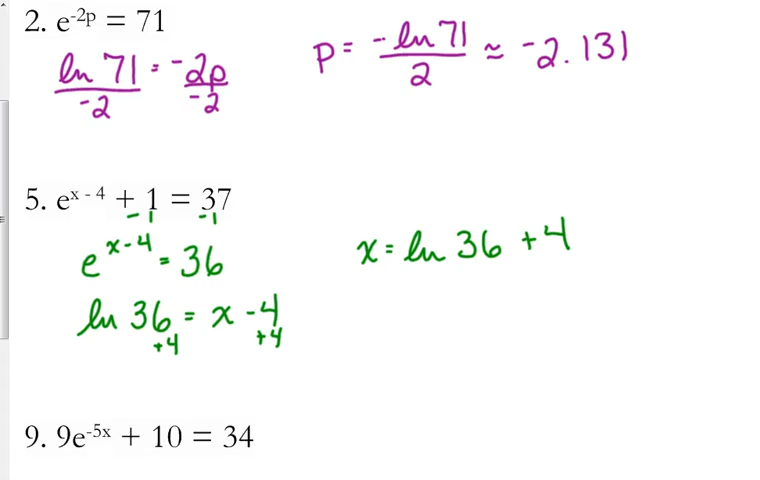 2. e^-2p = 71
ln 71 = -2p
-2 -2
p = -ln 71 / 2 ≈ -2.131
5. e^x - 4 + 1 = 37
-1 -1
e^x-4 = 36
ln 36 = x - 4
+4 +4
x = ln 36 + 4
9. 9e^-5x + 10 = 34